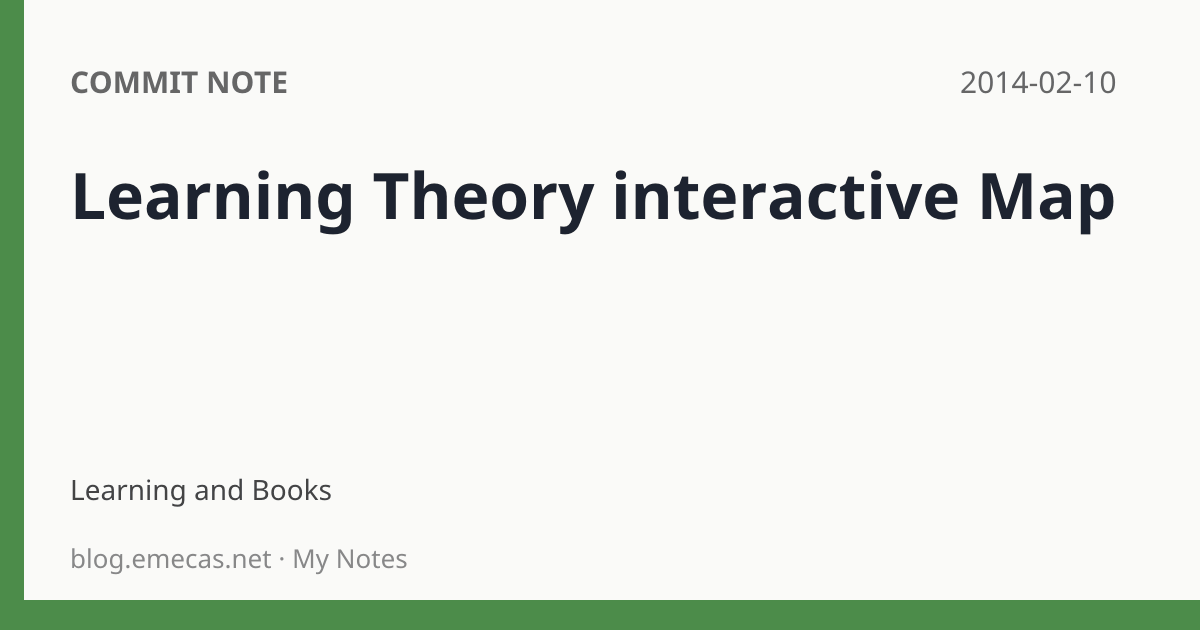 COMMIT NOTE 2014-02-10
Learning Theory interactive Map
Learning and Books
blog.emecas.net · My Notes